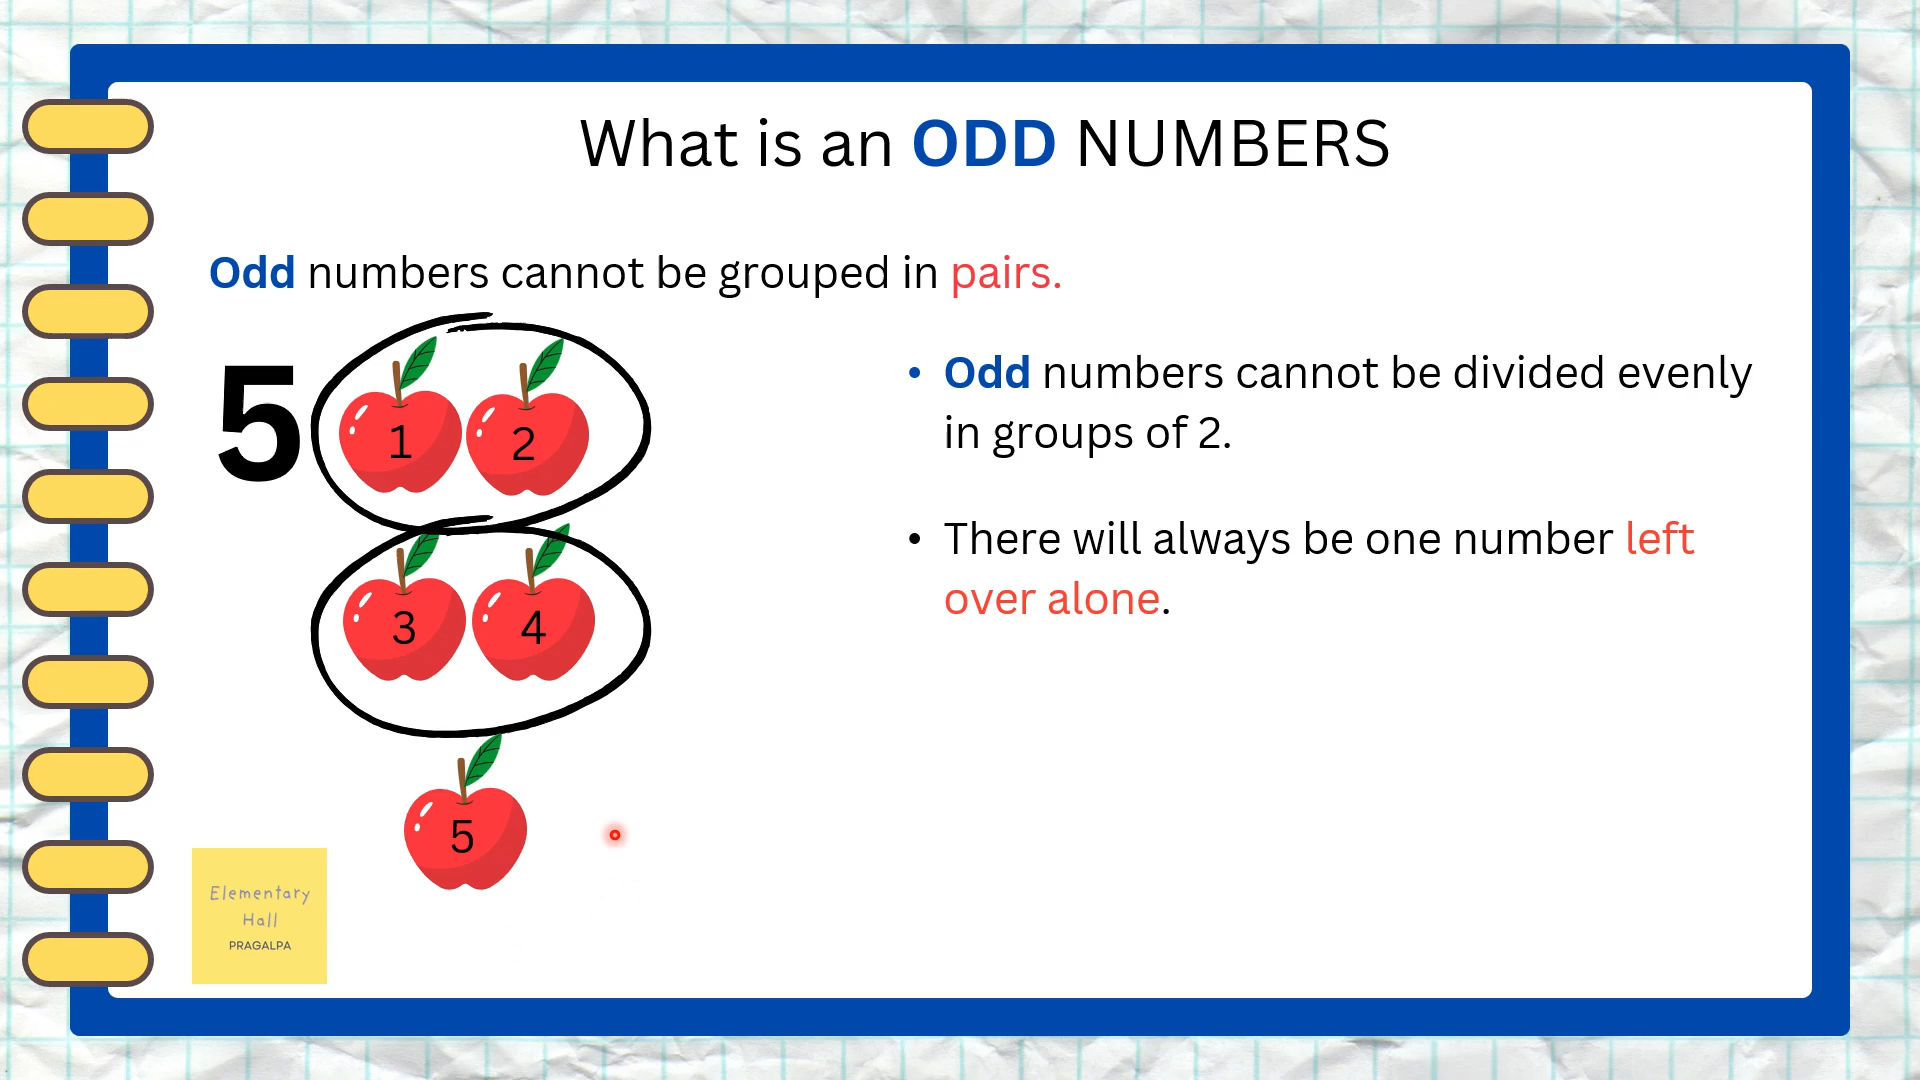 What is an ODD NUMBERS
Odd numbers cannot be grouped in pairs.
5
1
2
3
4
5
• Odd numbers cannot be divided evenly
in groups of 2.
• There will always be one number left
over alone.
Elementary
Hall
PRAGALPA